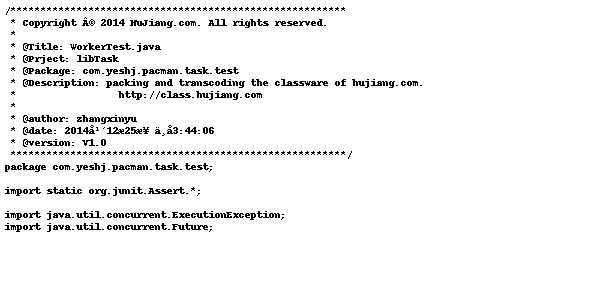 /*********************************************************
 * Copyright Â© 2014 HuJiang.com. All rights reserved.
 *
 * @Title: WorkerTest.java
 * @Prject: libTask
 * @Package: com.yeshj.pacman.task.test
 * @Description: packing and transcoding the classware of hujiang.com.
 *                 http://class.hujiang.com
 *
 * @author: zhangxinyu
 * @date: 2014å¹´12æ25æ¥ ä¸å3:44:06
 * @version: V1.0
 *********************************************************/
package com.yeshj.pacman.task.test;

import static org.junit.Assert.*;

import java.util.concurrent.ExecutionException;
import java.util.concurrent.Future;